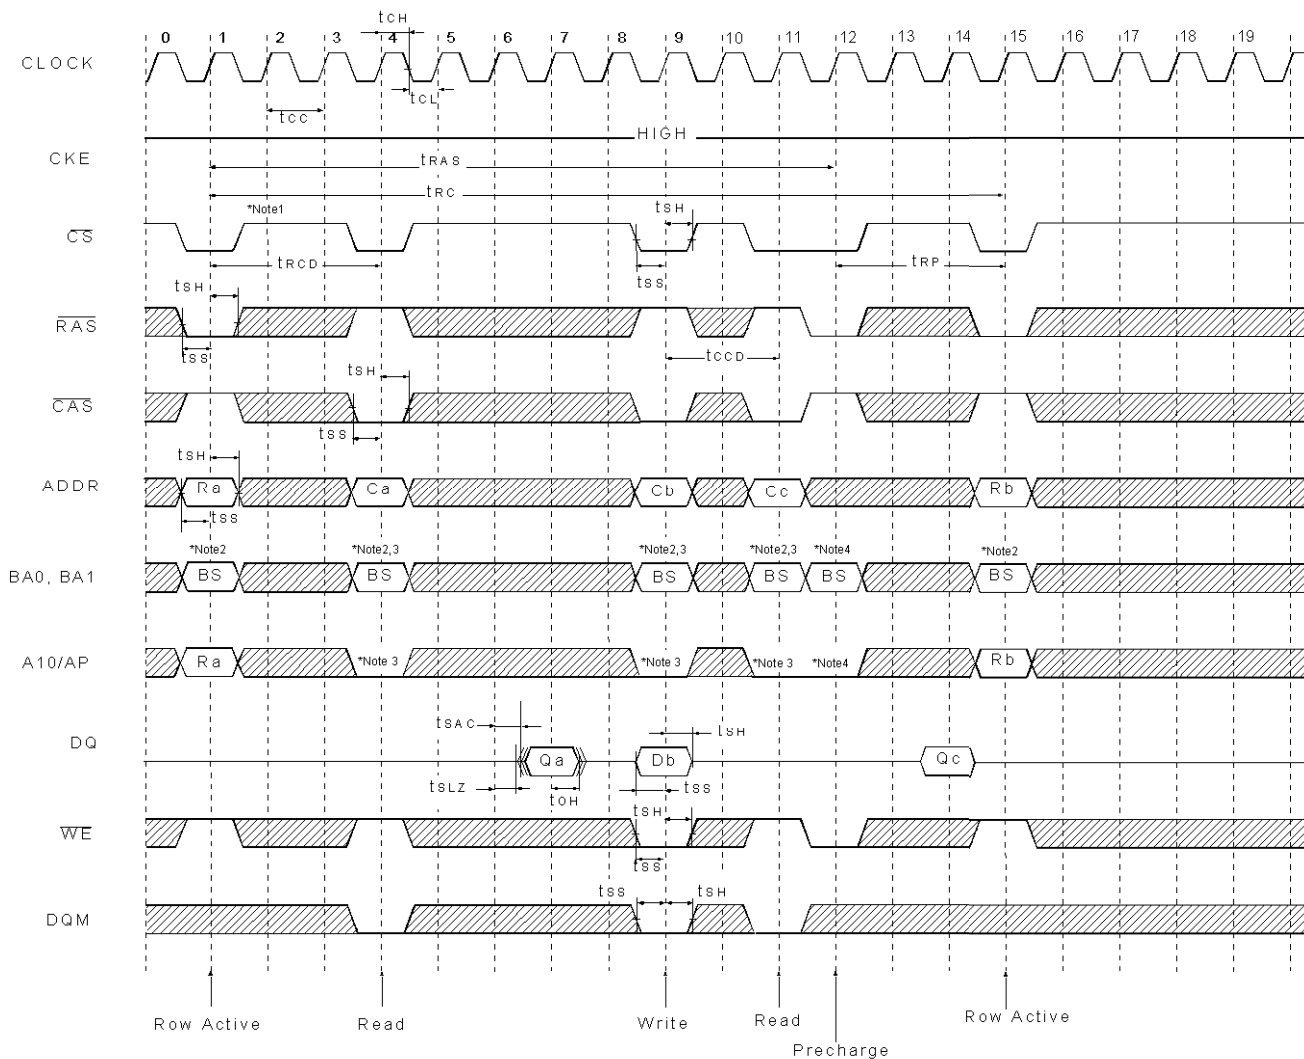 0 1 2 3 4 5 6 7 8 9 10 11 12 13 14 15 16 17 18 19
tCH
CLOCK
tCL
tCC
HIGH
CKE
tRAS
tRC
*Note1
tSH
CS
tRCD
tRP
tSS
tSH
RAS
tSS
tCCD
tSH
CAS
tSS
tSH
ADDR
Ra Ca Cb Cc Rb
tSS
*Note2 *Note2,3 *Note2,3 *Note2,3 *Note4 *Note2
BA0, BA1
BS BS BS BS BS BS
A10/AP
Ra *Note 3 *Note 3 *Note 3 *Note4 Rb
tSAC
tSH
DQ
Qa Db Qc
tSLZ
tOH
tSS
tSH
WE
tSS
tSS
tSH
DQM
Row Active Read Write Read Row Active
Precharge